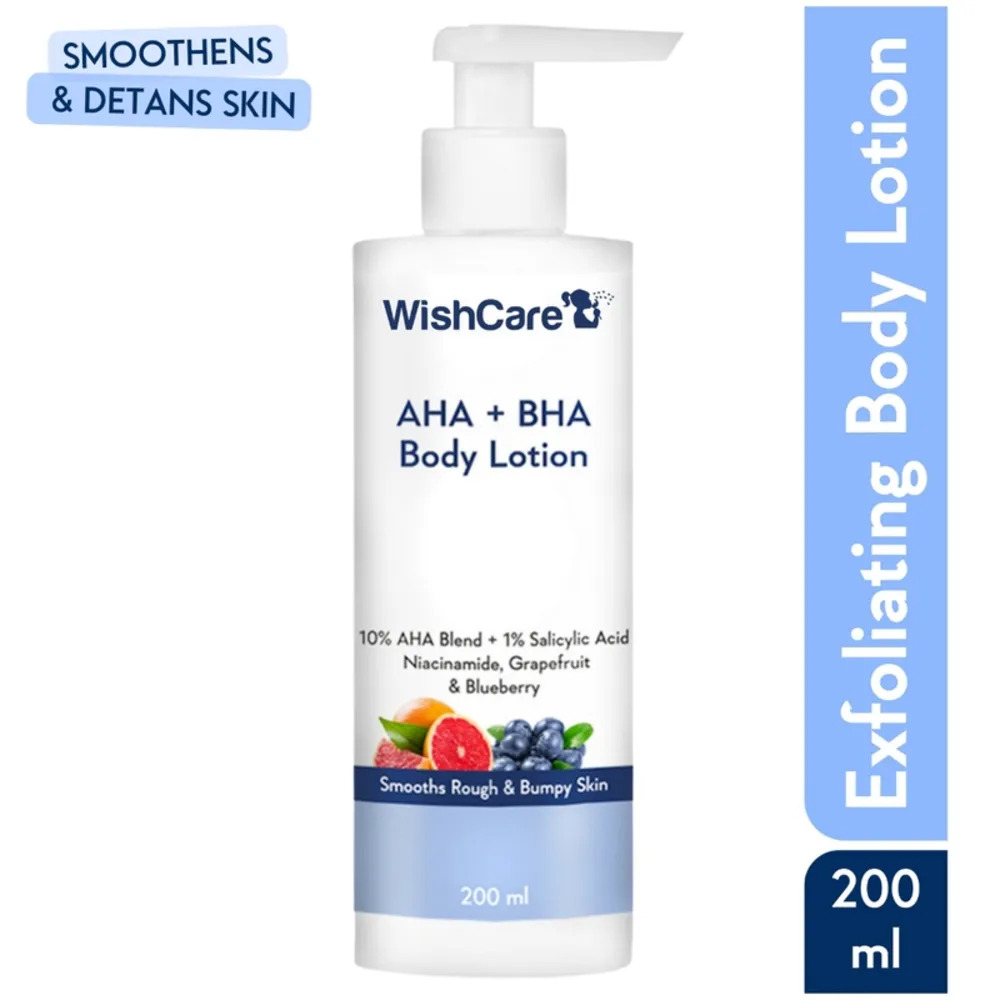 SMOOTHENS
& DETANS SKIN
WishCare
AHA + BHA
Body Lotion
10% AHA Blend + 1% Salicylic Acid
Niacinamide, Grapefruit
& Blueberry
Smooths Rough & Bumpy Skin
200 ml
Exfoliating Body Lotion
200
ml